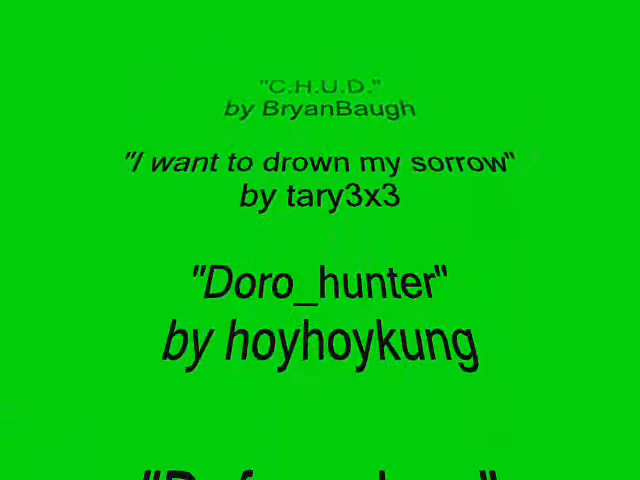 "C.H.U.D."
by BryanBaugh
"I want to drown my sorrow"
by tary3x3
"Doro_hunter"
by hoyhoykung